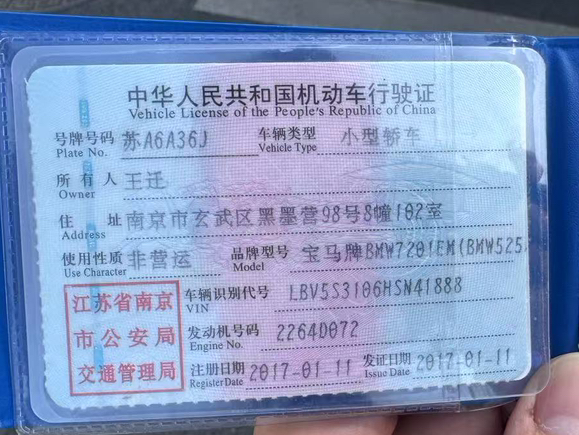 中华人民共和国机动车行驶证
Vehicle License of the People's Republic of China
号牌号码 苏A6A36J 车辆类型 小型轿车
Plate No. Vehicle Type
所有人 王迁
Owner
住址 南京市玄武区黑墨营98号8幢102室
Address
使用性质 非营运 品牌型号 宝马牌BMW7201EM(BMW525
Use Character Model
江苏省南京
市公安局
交通管理局
车辆识别代号 LBV5S3106HSN41888
VIN
发动机号码 2264D072
Engine No.
注册日期 2017-01-11 发证日期 2017-01-11
Register Date Issue Date